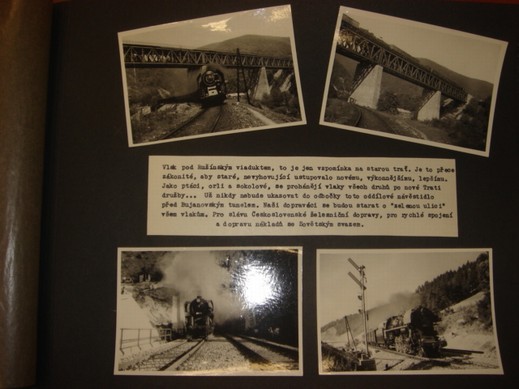 Vlak pod Ružínským viaduktem, to je jen vzpomínka na starou trať. Je to přece
zákonité, aby staré, nevyhovující ustupovalo novému, výkonnějšímu, lepšímu.
Jako ptáci, orli a sokolové, se prohánějí vlaky všech druhů po nové Trati
družby... Už nikdy nebude ukazovat do odbočky toto oddílové návěstidlo
před Bujanovským tunelem. Naši dopraváci se budou starat o "zelenou ulici"
všem vlakům. Pro slávu Československé železniční dopravy, pro rychlé spojení
a dopravu nákladů se Sovětským svazem.